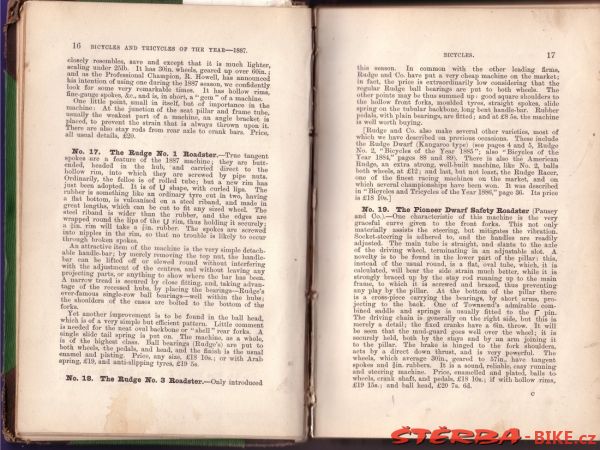 16 BICYCLES AND TRICYCLES OF THE YEAR—1887.
closely resembles, save and except that it is much lighter,
scaling under 25lb. It has 30in. wheels, geared up over 60in.;
and as the Professional Champion, R. Howell, has announced
his intention of using one during the 1887 season, we confidently
look for some very remarkable times. It has hollow rims,
fine-gauge spokes, &c., and is, in short, a "gem" of a machine.
One little point, small in itself, but of importance in the
machine: At the junction of the seat pillar and frame tube,
usually the weakest part of a machine, an angle bracket is
placed, to prevent the strain that is always thrown upon it.
There are also stay rods from rear axle to crank bars. Price,
all usual details, £20.
No. 17. The Rudge No. 1 Roadster.—True tangent
spokes are a feature of the 1887 machine; they are butt-
ended, headed in the hub, and carried direct to the
hollow rim, into which they are screwed by pipe nuts.
Ordinarily, the felloe is of rolled tube; but a new rim has
just been adopted. It is of U shape, with curled lips. The
rubber is something like an ordinary tyre cut in two, having
a flat bottom, is vulcanised on a steel riband, and made in
great lengths, which can be cut to fit any sized wheel. The
steel riband is wider than the rubber, and the edges are
wrapped round the lips of the U rim, thus holding it securely;
a ¾in. rim will take a ¾in. rubber. The spokes are screwed
into nipples in the rim, so that no trouble is likely to occur
through broken spokes.
An attractive item of the machine is the very simple detach-
able handle-bar; by merely removing the top nut, the handle-
bar can be lifted off or slewed round without interfering
with the adjustment of the centres, and without leaving any
projecting parts, or anything to show where the bar has been.
A narrow tread is secured by close fitting, and, taking advan-
tage of the recessed hubs, by placing the bearings—Rudge's
ever-famous single-row ball bearings—well within the hubs;
the shoulders of the cases are bolted to the bottom of the
forks.
Yet another improvement is to be found in the ball head,
which is of a very simple but efficient pattern. Little comment
is needed for the neat oval backbone or "shell" rear forks. A
single slide tail spring is put on. The machine, as a whole,
is of the highest class. Ball bearings (Rudge's) are put to
both wheels, the pedals, and head, and the finish is the usual
enamel and plating. Price, any size, £18 10s.; or with Arab
spring, £19, and anti-slipping tyres, £19 5s.
No. 18. The Rudge No. 3 Roadster.—Only introduced
BICYCLES. 17
this season. In common with the other leading firms,
Rudge and Co. have put a very cheap machine on the market;
in fact, the price is extraordinarily low considering that the
regular Rudge ball bearings are put to both wheels. The
other points may be thus summed up: good square shoulders to
the hollow front forks, moulded tyres, straight spokes, slide
spring on the tubular backbone, long bent handle-bar. Rubber
pedals, with plain bearings, are fitted; and at £8 5s. the machine
is well worth buying.
[Rudge and Co. also make several other varieties, most of
which we have described on previous occasions. These include
the Rudge Dwarf (Kangaroo type) (see pages 4 and 5, Rudge
No. 2, "Bicycles of the Year 1885"; also "Bicycles of the
Year 1884," pages 88 and 89). There is also the American
Rudge, an extra strong, well-built machine, like No. 2, balls
both wheels, at £12; and last, but not least, the Rudge Racer,
one of the finest racing machines on the market, and on
which several championships have been won. It was described
in "Bicycles and Tricycles of the Year 1886," page 36. Its price
is £18 10s.]
No. 19. The Pioneer Dwarf Safety Roadster (Pausey
and Co.).—One characteristic of this machine is the very
graceful curve given to the front forks. This not only
materially assists the steering, but mitigates the vibration.
Socket-steering is adhered to, and the handles are readily
adjusted. The main tube is straight, and slants to the axle
of the driving wheel, terminating in an adjustable slot. A
novelty is to be found in the lower part of the pillar; this,
instead of the usual round, is a flat, oval tube, which, it is
calculated, will bear the side strain much better, while it is
strongly braced up by the stay rod running up to the main
frame, to which it is screwed and brazed, thus preventing
any play by the pillar. At the bottom of the pillar there
is a cross-piece carrying the bearings, by short arms, pro-
jecting to the back. One of Townsend's admirable com-
bined saddle and springs is usually fitted to the Γ pin.
The driving chain is generally on the right side, but this is
merely a detail; the fixed cranks have a 6in. throw. It will
be seen that the mud-guard goes well over the wheel; it is
securely held, both by the stays and by an arm joining it
to the pillar. The brake is hinged to the fork shoulders,
acts by a direct down thrust, and is very powerful. The
wheels, which average 30in., geared to 57in., have tangent
spokes and ¾in. rubbers. It is a sound, reliable, easy running
and steering machine. Price, enamelled and plated, balls to
wheels, crank shaft, and pedals, £18 10s.; if with hollow rims,
£19 15s.; and ball head, £20 7s. 6d.
C
ŠTĚRBA-BIKE.cz